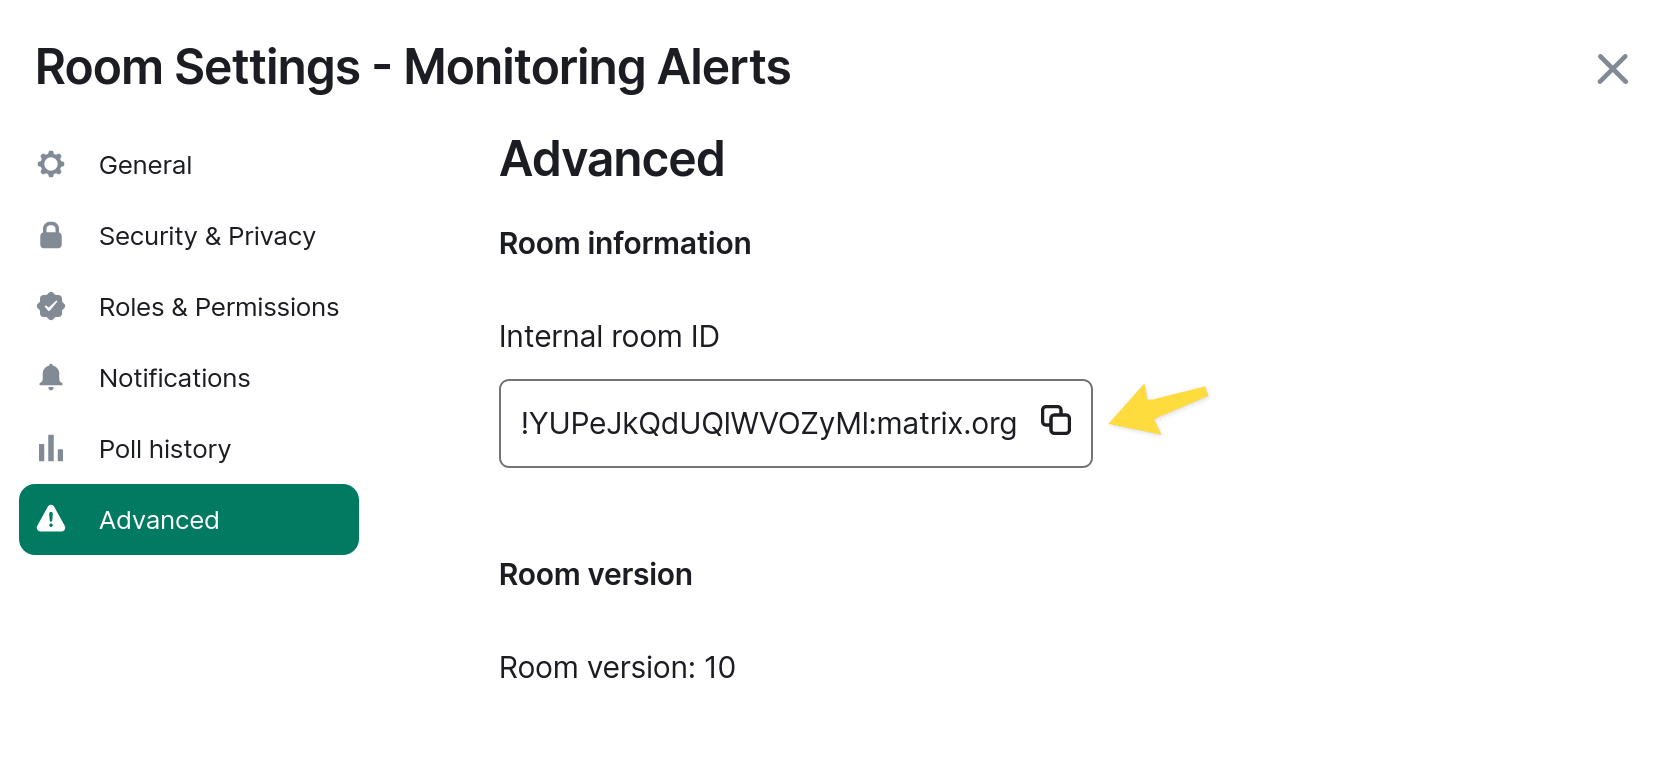 Room Settings - Monitoring Alerts
General
Security & Privacy
Roles & Permissions
Notifications
Poll history
Advanced
Advanced
Room information
Internal room ID
!YUPeJkQdUQlWVOZyMl:matrix.org
Room version
Room version: 10